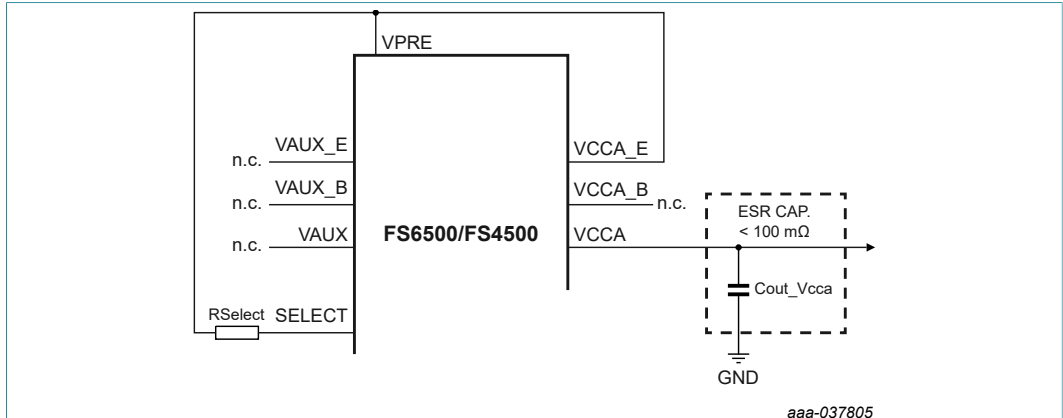 VPRE
VAUX_E
n.c.
VAUX_B
n.c.
VAUX
n.c.
FS6500/FS4500
VCCA_E
VCCA_B
n.c.
VCCA
ESR CAP.
< 100 mΩ
Cout_Vcca
RSelect
SELECT
GND
aaa-037805